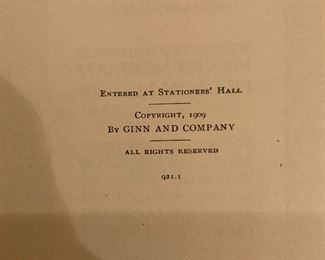 Entered at Stationers' Hall
Copyright, 1909
By GINN AND COMPANY
ALL RIGHTS RESERVED
921.1